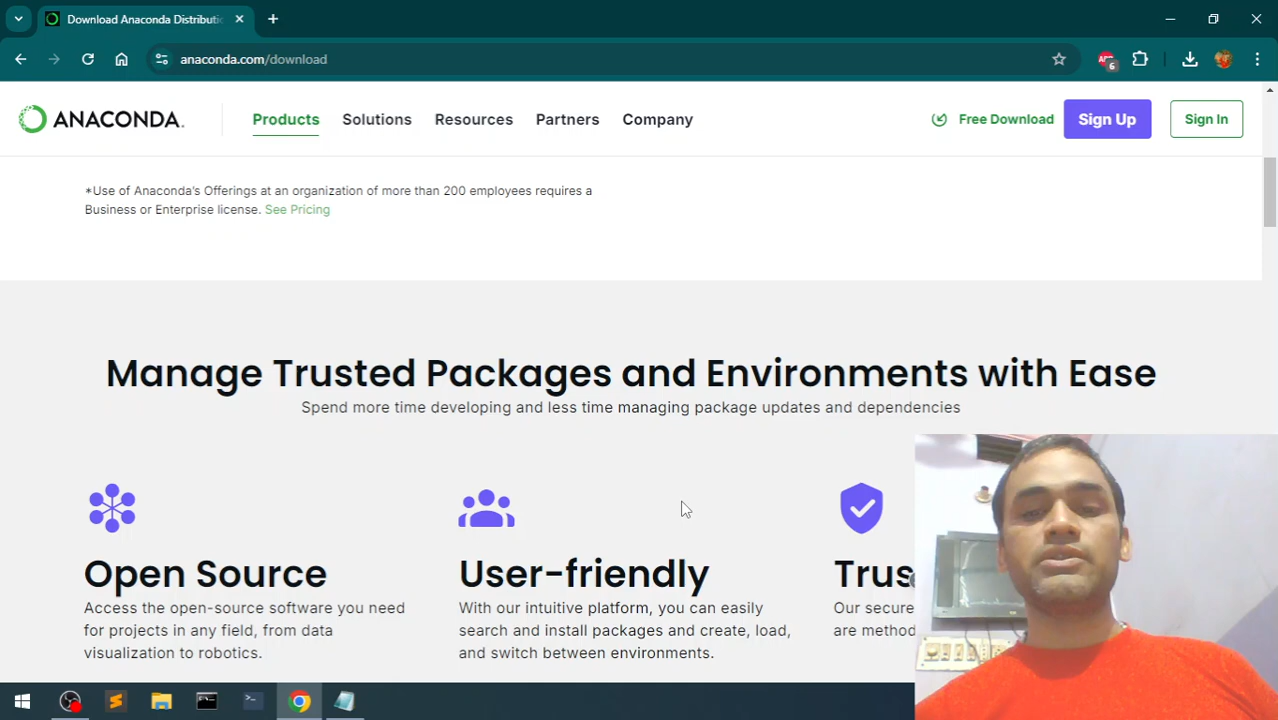 Download Anaconda Distributi
anaconda.com/download
6
ANACONDA.
Products
Solutions
Resources
Partners
Company
Free Download
Sign Up
Sign In
*Use of Anaconda's Offerings at an organization of more than 200 employees requires a
Business or Enterprise license. See Pricing
Manage Trusted Packages and Environments with Ease
Spend more time developing and less time managing package updates and dependencies
Open Source
Access the open-source software you need
for projects in any field, from data
visualization to robotics.
User-friendly
With our intuitive platform, you can easily
search and install packages and create, load,
and switch between environments.
Trus
Our secure
are method